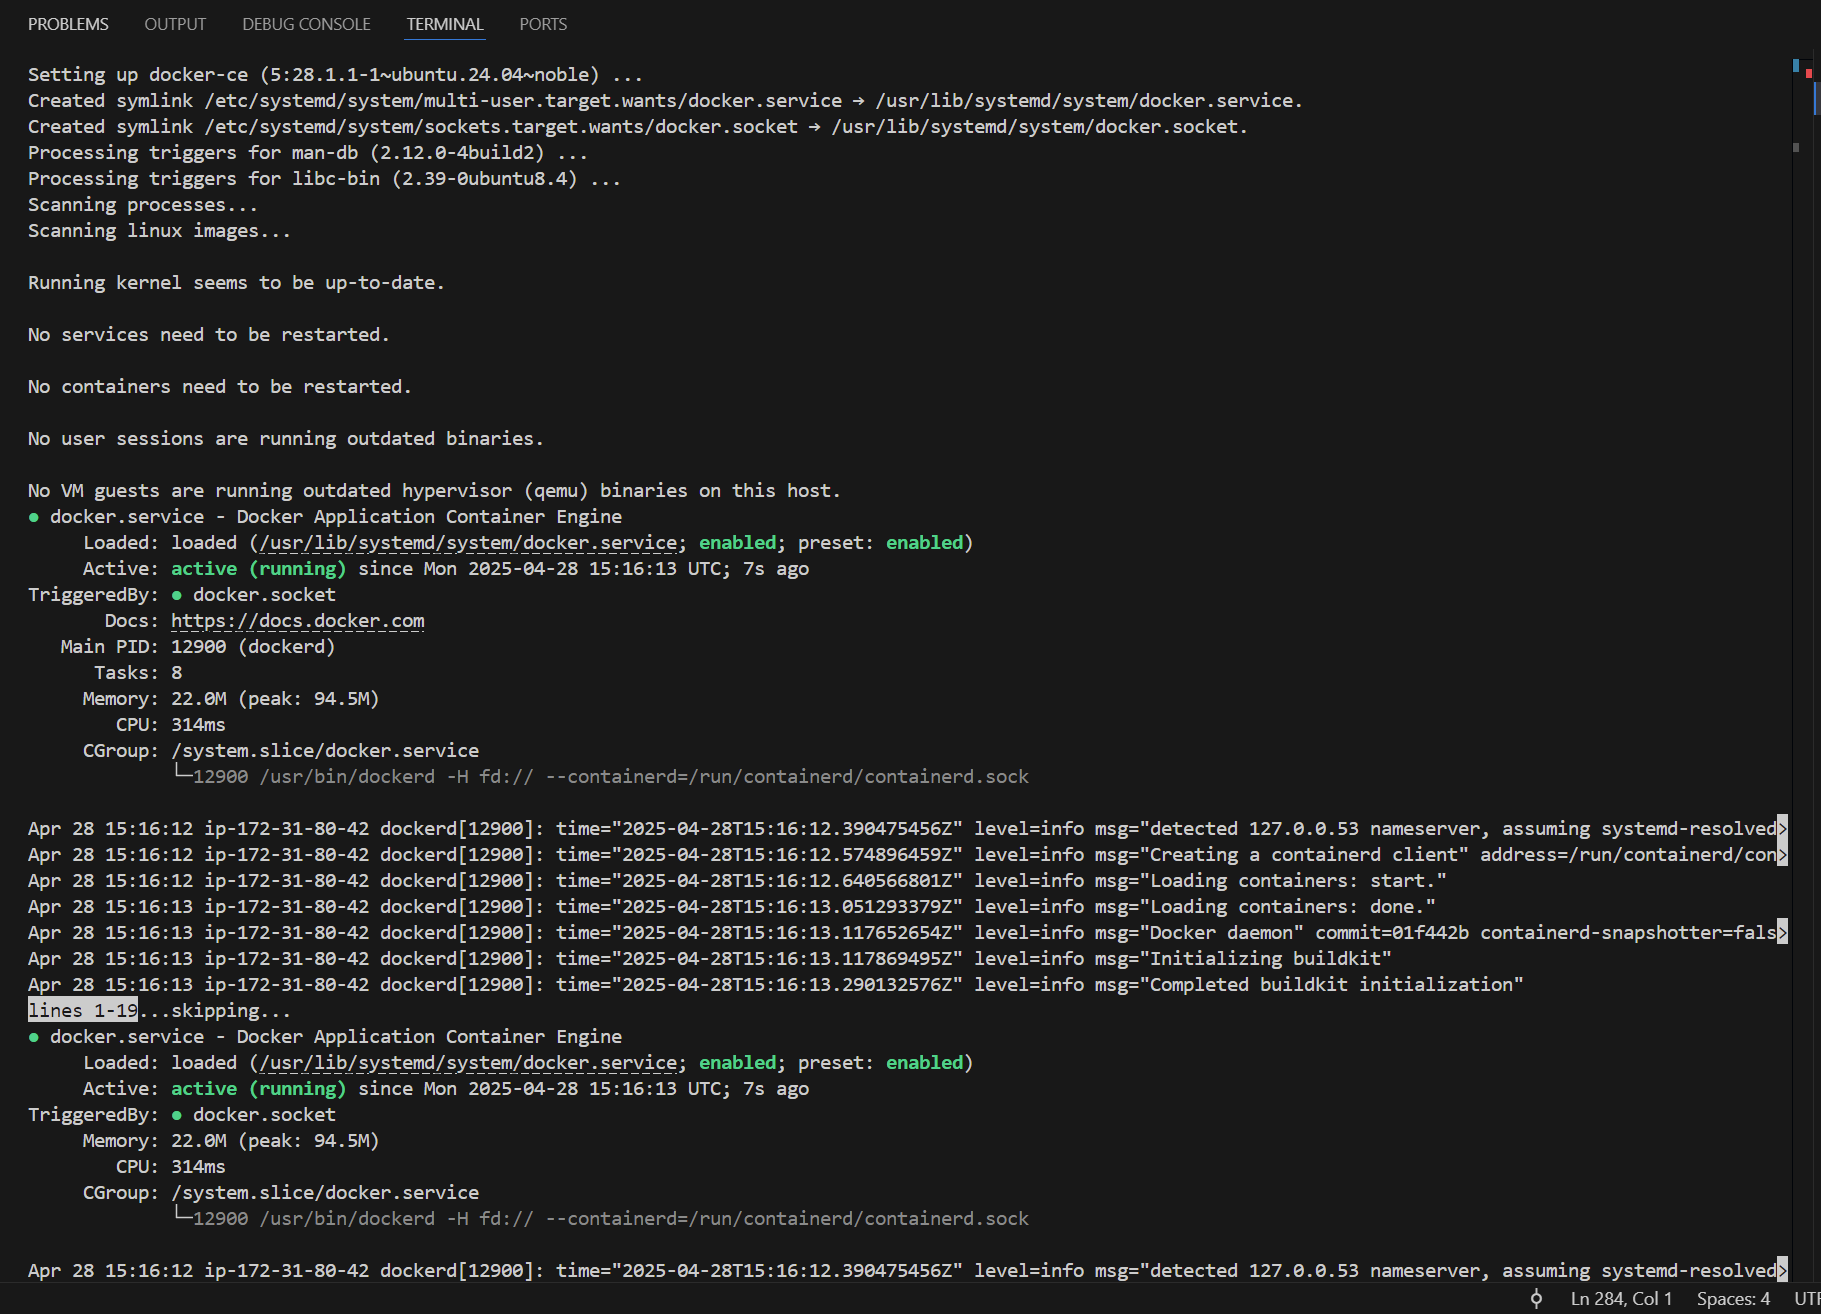 PROBLEMS OUTPUT DEBUG CONSOLE TERMINAL PORTS
Setting up docker-ce (5:28.1.1-1~ubuntu.24.04~noble) ...
Created symlink /etc/systemd/system/multi-user.target.wants/docker.service → /usr/lib/systemd/system/docker.service.
Created symlink /etc/systemd/system/sockets.target.wants/docker.socket → /usr/lib/systemd/system/docker.socket.
Processing triggers for man-db (2.12.0-4build2) ...
Processing triggers for libc-bin (2.39-0ubuntu8.4) ...
Scanning processes...
Scanning linux images...
Running kernel seems to be up-to-date.
No services need to be restarted.
No containers need to be restarted.
No user sessions are running outdated binaries.
No VM guests are running outdated hypervisor (qemu) binaries on this host.
● docker.service - Docker Application Container Engine
Loaded: loaded (/usr/lib/systemd/system/docker.service; enabled; preset: enabled)
Active: active (running) since Mon 2025-04-28 15:16:13 UTC; 7s ago
TriggeredBy: ● docker.socket
Docs: https://docs.docker.com
Main PID: 12900 (dockerd)
Tasks: 8
Memory: 22.0M (peak: 94.5M)
CPU: 314ms
CGroup: /system.slice/docker.service
└─12900 /usr/bin/dockerd -H fd:// --containerd=/run/containerd/containerd.sock
Apr 28 15:16:12 ip-172-31-80-42 dockerd[12900]: time="2025-04-28T15:16:12.390475456Z" level=info msg="detected 127.0.0.53 nameserver, assuming systemd-resolved>
Apr 28 15:16:12 ip-172-31-80-42 dockerd[12900]: time="2025-04-28T15:16:12.574896459Z" level=info msg="Creating a containerd client" address=/run/containerd/con>
Apr 28 15:16:12 ip-172-31-80-42 dockerd[12900]: time="2025-04-28T15:16:12.640566801Z" level=info msg="Loading containers: start."
Apr 28 15:16:13 ip-172-31-80-42 dockerd[12900]: time="2025-04-28T15:16:13.051293379Z" level=info msg="Loading containers: done."
Apr 28 15:16:13 ip-172-31-80-42 dockerd[12900]: time="2025-04-28T15:16:13.117652654Z" level=info msg="Docker daemon" commit=01f442b containerd-snapshotter=fals>
Apr 28 15:16:13 ip-172-31-80-42 dockerd[12900]: time="2025-04-28T15:16:13.117869495Z" level=info msg="Initializing buildkit"
Apr 28 15:16:13 ip-172-31-80-42 dockerd[12900]: time="2025-04-28T15:16:13.290132576Z" level=info msg="Completed buildkit initialization"
lines 1-19...skipping...
● docker.service - Docker Application Container Engine
Loaded: loaded (/usr/lib/systemd/system/docker.service; enabled; preset: enabled)
Active: active (running) since Mon 2025-04-28 15:16:13 UTC; 7s ago
TriggeredBy: ● docker.socket
Memory: 22.0M (peak: 94.5M)
CPU: 314ms
CGroup: /system.slice/docker.service
└─12900 /usr/bin/dockerd -H fd:// --containerd=/run/containerd/containerd.sock
Apr 28 15:16:12 ip-172-31-80-42 dockerd[12900]: time="2025-04-28T15:16:12.390475456Z" level=info msg="detected 127.0.0.53 nameserver, assuming systemd-resolved>
Ln 284, Col 1 Spaces: 4